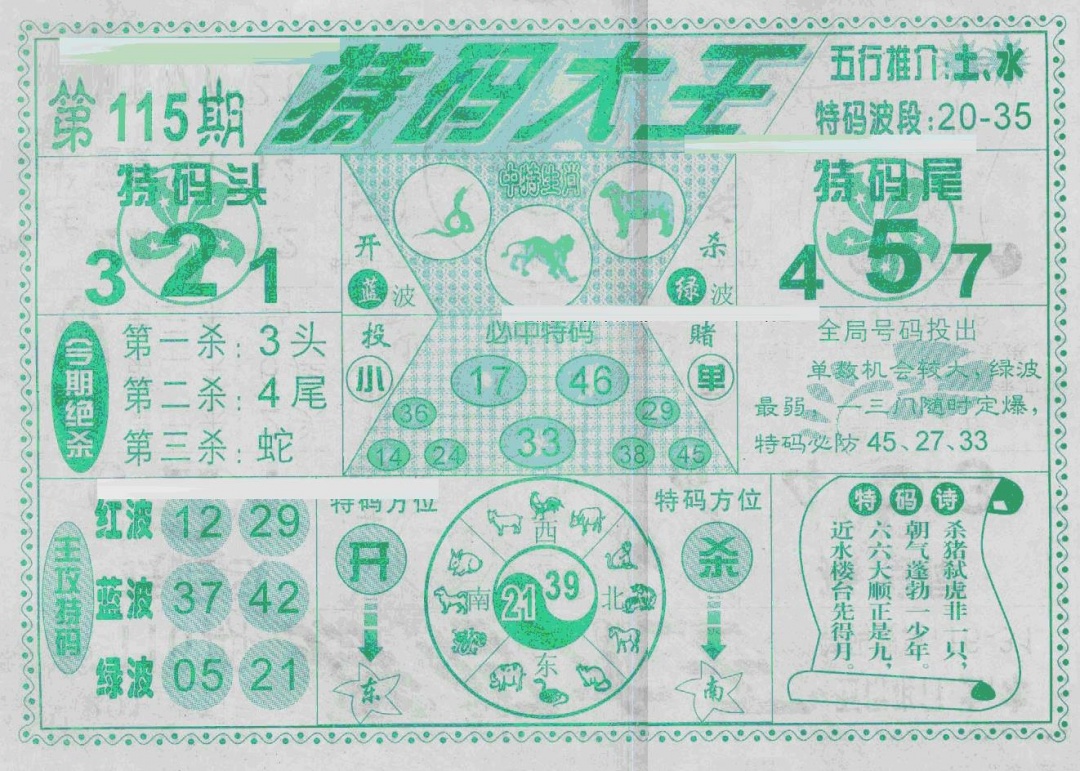 第115期
特码大王
五行推介:土、水
特码波段:20-35
特码头
3 2 1
中特生肖
开
蓝波
杀
绿波
特码尾
4 5 7
今期绝杀
第一杀:3头
第二杀:4尾
第三杀:蛇
投
小
必中特码
17 46
36 29
33
14 24 38 45
赌
单
全局号码投出
单数机会较大,绿波
最弱,一三门随时定爆,
特码必防45、27、33
主攻特码
红波 12 29
蓝波 37 42
绿波 05 21
特码方位
开
东
西
南
北
东
21 39
特码方位
杀
南
特码诗
杀猪弑虎非一只,
朝气蓬勃一少年。
六六大顺正是九,
近水楼台先得月。